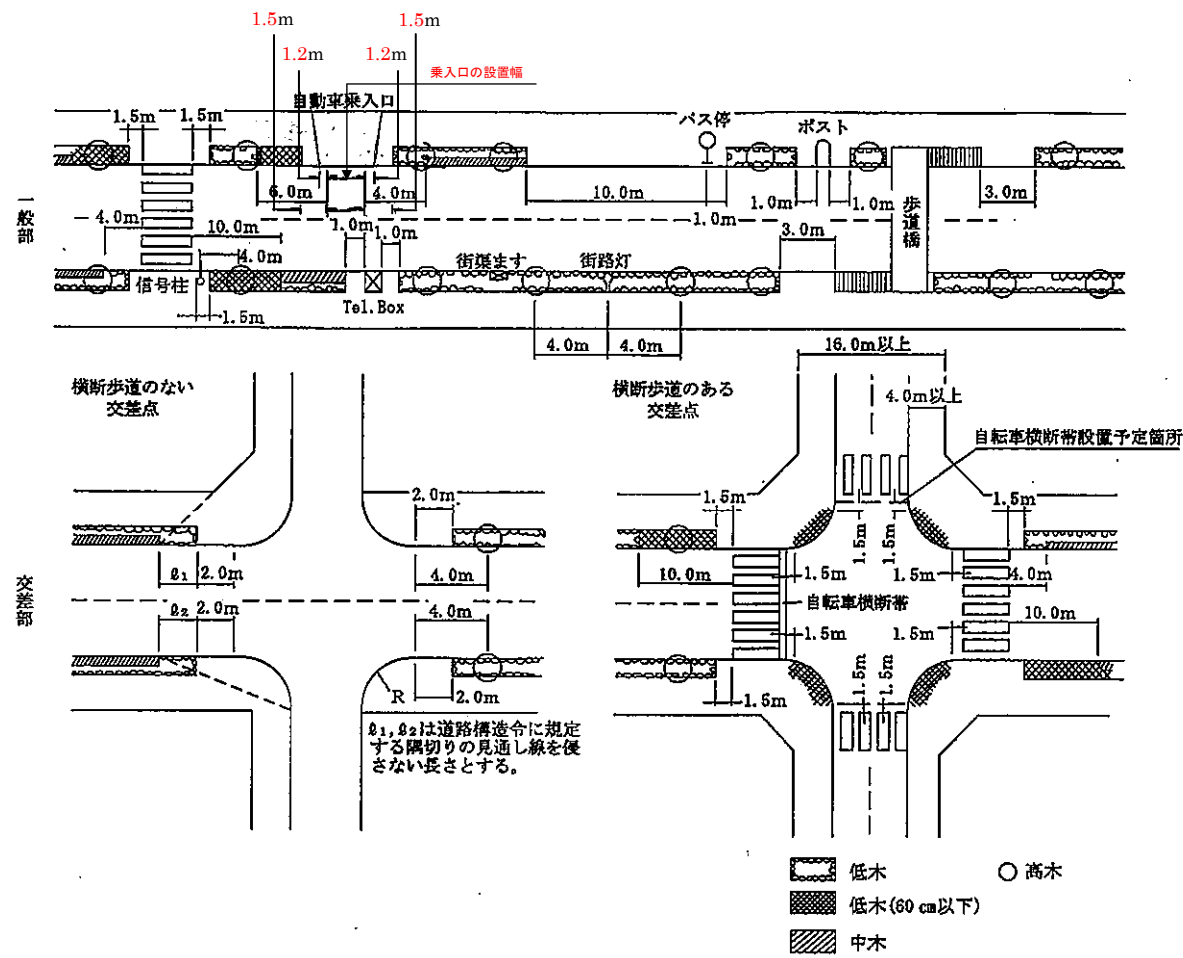 1.5m
1.5m
1.2m
1.2m
乗入口の設置幅
自動車乗入口
1.5m
1.5m
バス停
ポスト
一般部
6.0m
4.0m
10.0m
1.0m
1.0m
3.0m
歩道橋
4.0m
10.0m
1.0m
1.0m
1.0m
3.0m
4.0m
信号柱
街渠ます
街路灯
Tel.Box
1.5m
4.0m
4.0m
横断歩道のない
交差点
横断歩道のある
交差点
16.0m以上
4.0m以上
自転車横断帯設置予定箇所
2.0m
1.5m
1.5m
1.5m
1.5m
交差部
ℓ1
2.0m
4.0m
10.0m
1.5m
1.5m
4.0m
ℓ2
2.0m
4.0m
自転車横断帯
10.0m
1.5m
1.5m
R
2.0m
1.5m
1.5m
1.5m
ℓ1,ℓ2は道路構造令に規定
する隅切りの見通し線を侵
さない長さとする。
低木
高木
低木(60㎝以下)
中木